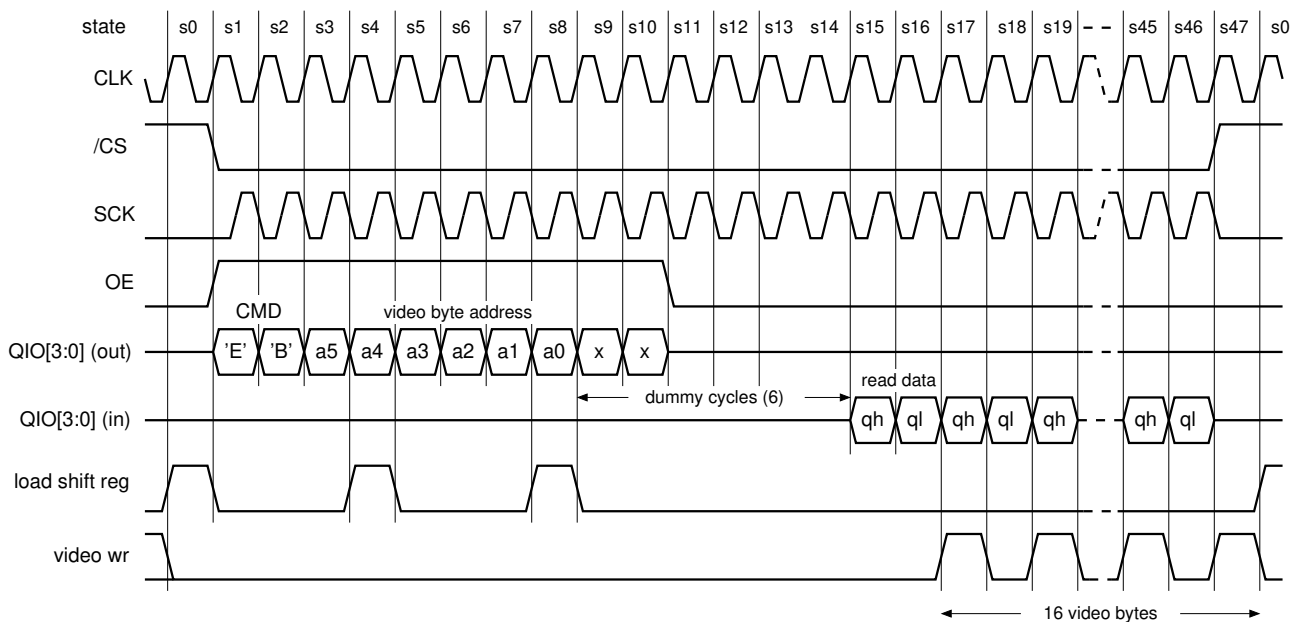 state s0 s1 s2 s3 s4 s5 s6 s7 s8 s9 s10 s11 s12 s13 s14 s15 s16 s17 s18 s19 s45 s46 s47 s0
CLK
/CS
SCK
OE
CMD video byte address
QIO[3:0] (out) 'E' 'B' a5 a4 a3 a2 a1 a0 x x
read data
dummy cycles (6)
QIO[3:0] (in) qh ql qh ql qh qh ql
load shift reg
video wr
16 video bytes